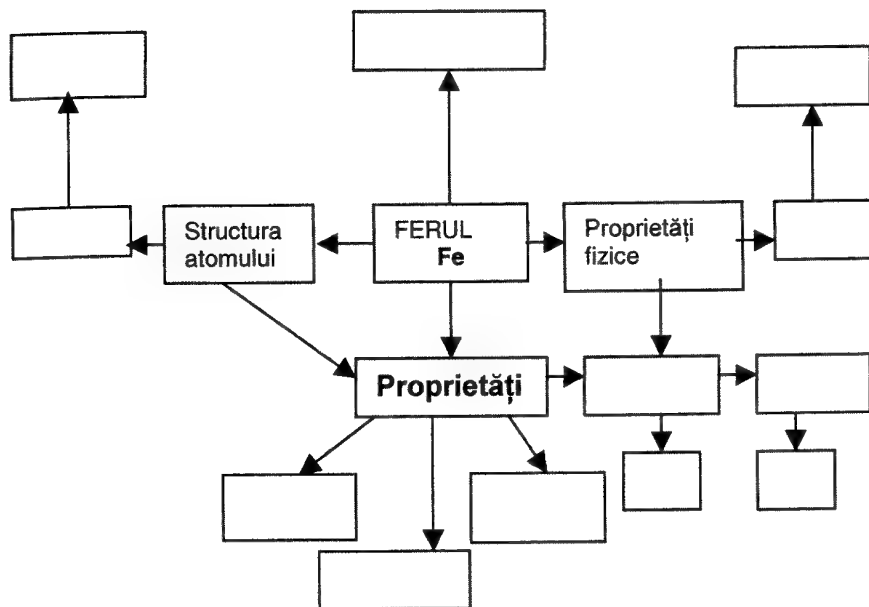 Structura
atomului
FERUL
Fe
Proprietăți
fizice
Proprietăți